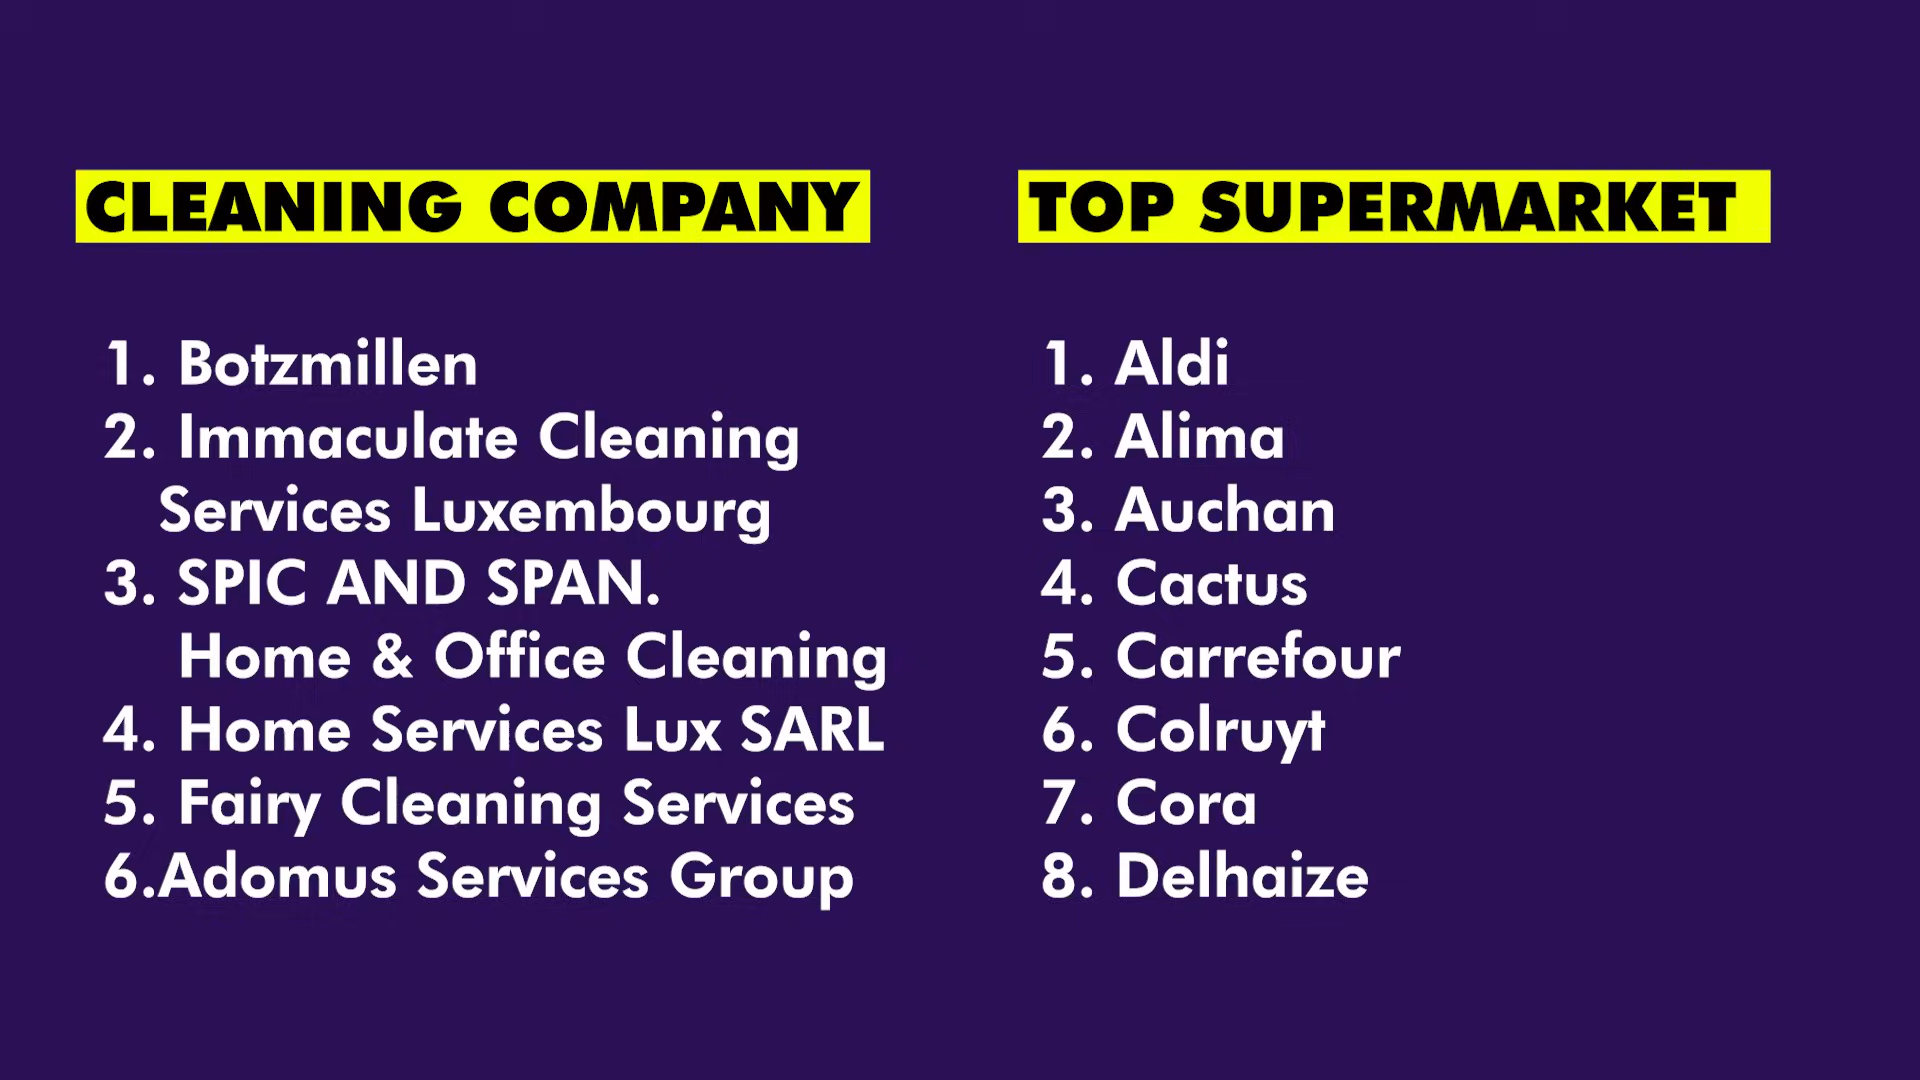 CLEANING COMPANY
1. Botzmillen
2. Immaculate Cleaning
Services Luxembourg
3. SPIC AND SPAN.
Home & Office Cleaning
4. Home Services Lux SARL
5. Fairy Cleaning Services
6.Adomus Services Group
TOP SUPERMARKET
1. Aldi
2. Alima
3. Auchan
4. Cactus
5. Carrefour
6. Colruyt
7. Cora
8. Delhaize